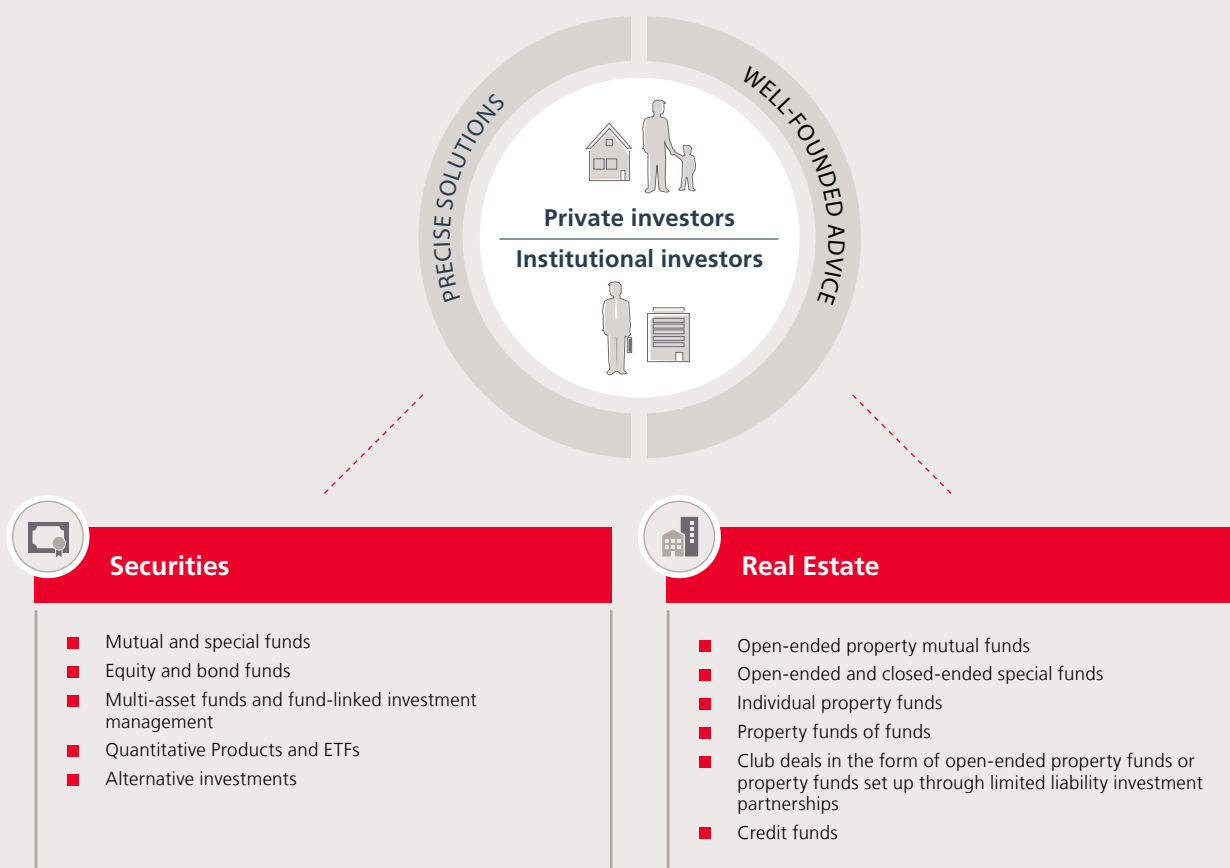 PRECISE SOLUTIONS
WELL-FOUNDED ADVICE
Private investors
Institutional investors
Securities
Mutual and special funds
Equity and bond funds
Multi-asset funds and fund-linked investment
management
Quantitative Products and ETFs
Alternative investments
Real Estate
Open-ended property mutual funds
Open-ended and closed-ended special funds
Individual property funds
Property funds of funds
Club deals in the form of open-ended property funds or
property funds set up through limited liability investment
partnerships
Credit funds